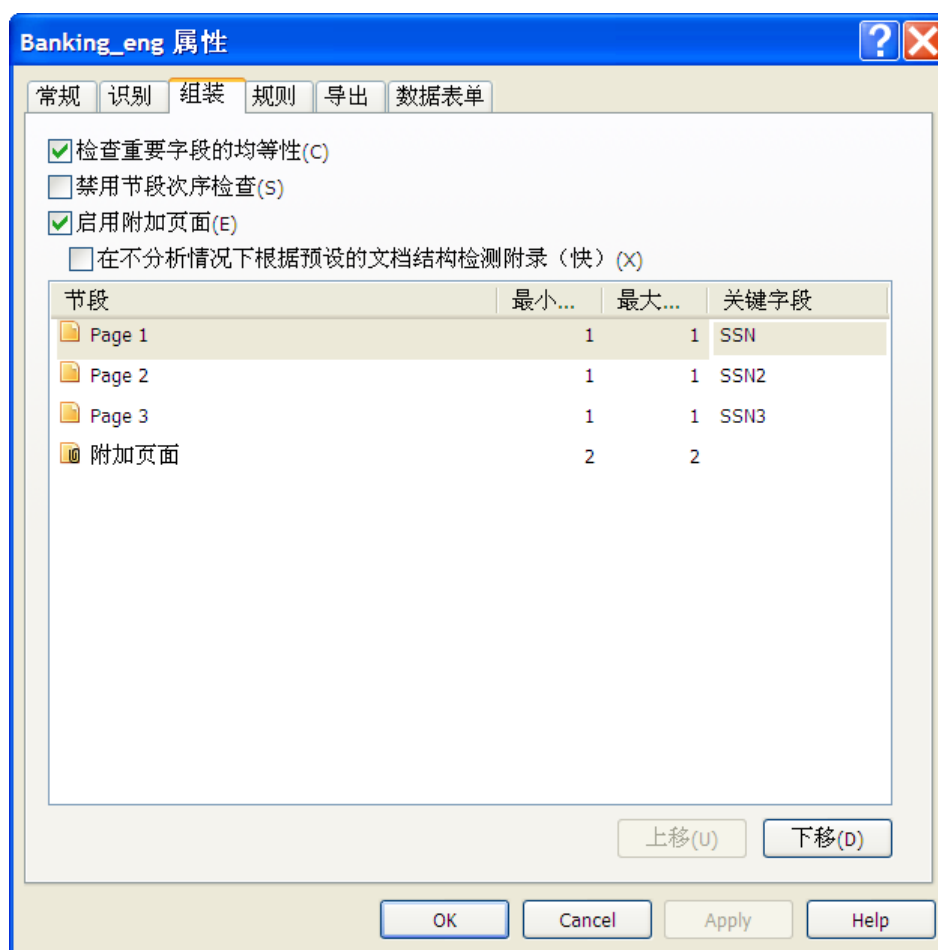 Banking_eng 属性
常规 识别 组装 规则 导出 数据表单
检查重要字段的均等性(C)
禁用节段次序检查(S)
启用附加页面(E)
在不分析情况下根据预设的文档结构检测附录（快）(X)
节段 最小... 最大... 关键字段
Page 1 1 1 SSN
Page 2 1 1 SSN2
Page 3 1 1 SSN3
附加页面 2 2
上移(U) 下移(D)
OK Cancel Apply Help